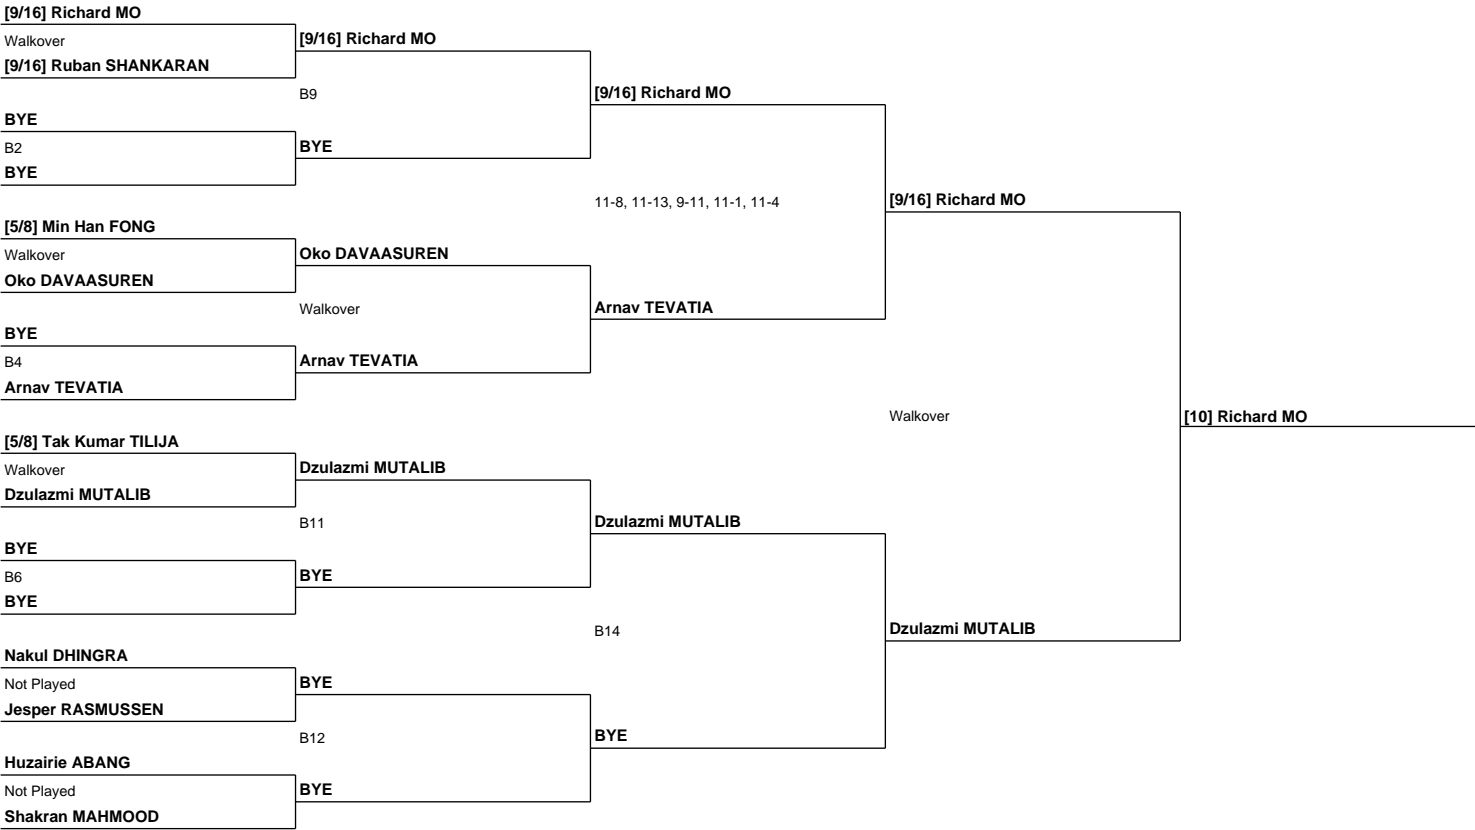 [9/16] Richard MO
Walkover
[9/16] Ruban SHANKARAN
BYE
B2
BYE
[5/8] Min Han FONG
Walkover
Oko DAVAASUREN
BYE
B4
Arnav TEVATIA
[5/8] Tak Kumar TILIJA
Walkover
Dzulazmi MUTALIB
BYE
B6
BYE
Nakul DHINGRA
Not Played
Jesper RASMUSSEN
Huzairie ABANG
Not Played
Shakran MAHMOOD
[9/16] Richard MO
B9
BYE
Oko DAVAASUREN
Walkover
Arnav TEVATIA
Dzulazmi MUTALIB
B11
BYE
BYE
B12
BYE
[9/16] Richard MO
11-8, 11-13, 9-11, 11-1, 11-4
Arnav TEVATIA
Dzulazmi MUTALIB
B14
BYE
[9/16] Richard MO
Walkover
Dzulazmi MUTALIB
[10] Richard MO